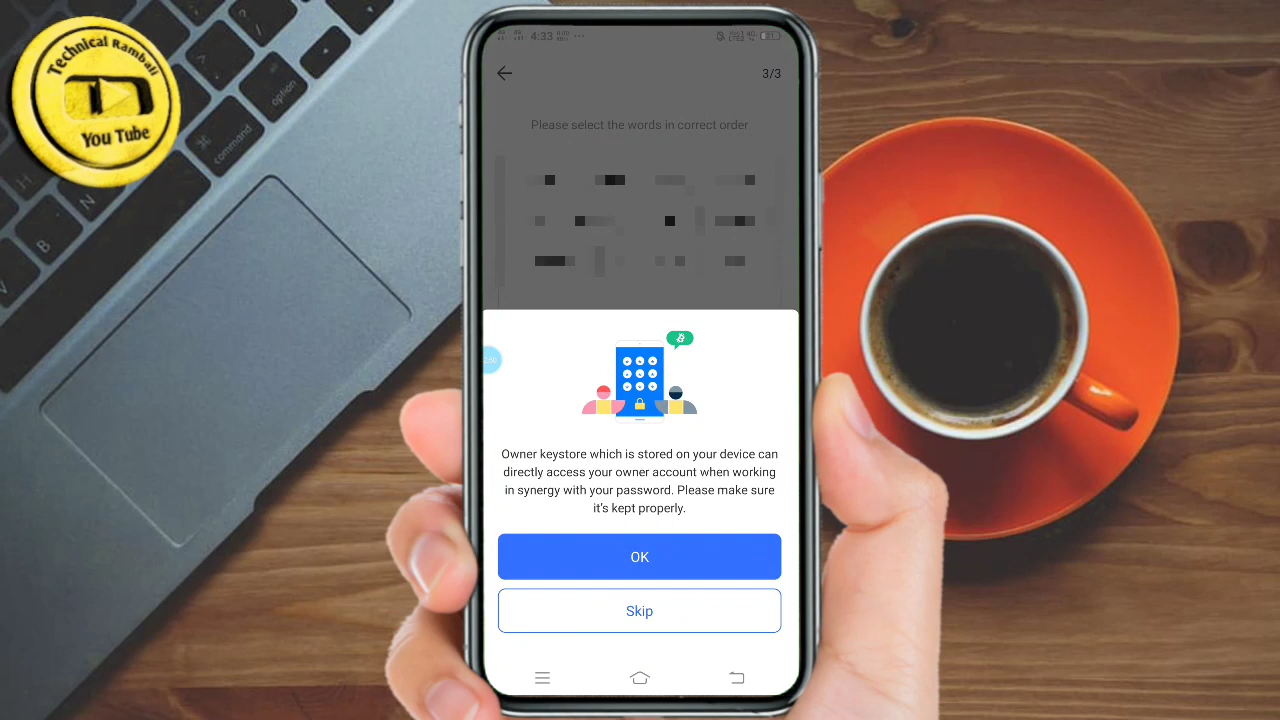 Technical Rambali
You Tube
option
command
H
N
B
V
4:33
3/3
Please select the words in correct order
Owner keystore which is stored on your device can
directly access your owner account when working
in synergy with your password. Please make sure
it's kept properly.
OK
Skip